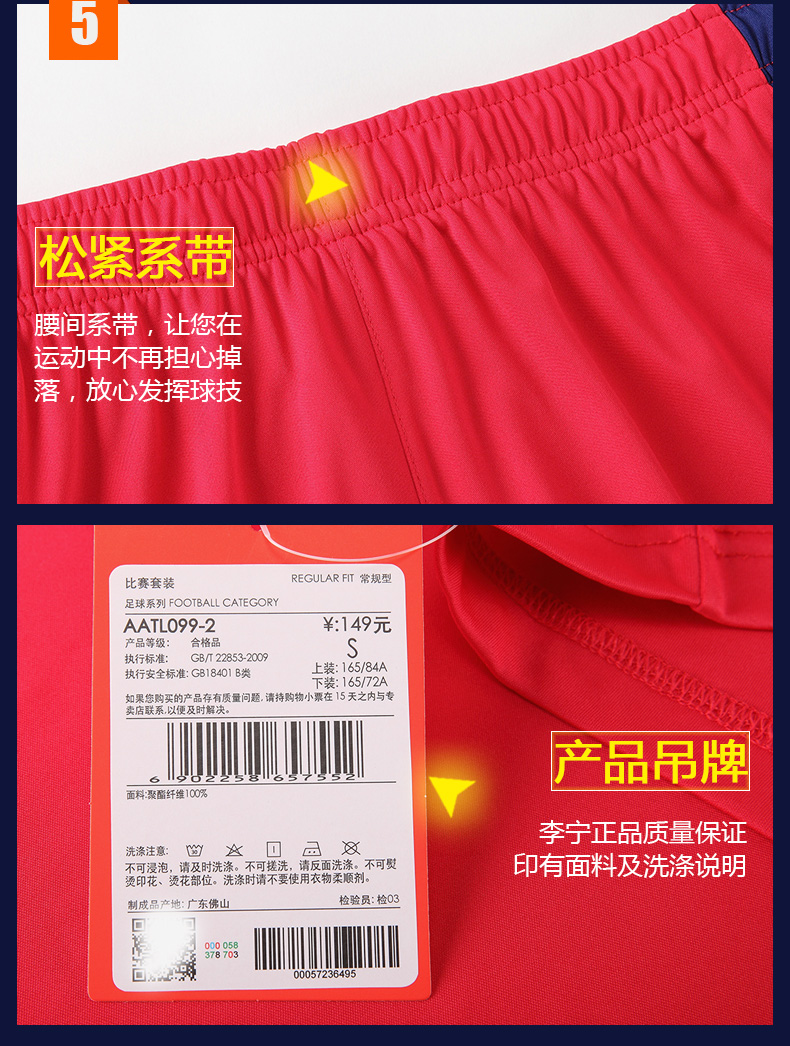 5
松紧系带
腰间系带，让您在
运动中不再担心掉
落，放心发挥球技
比赛套装
REGULAR FIT 常规型
足球系列 FOOTBALL CATEGORY
AATL099-2
¥:149元
产品等级: 合格品
S
执行标准: GB/T 22853-2009
上装: 165/84A
执行安全标准: GB18401 B类
下装: 165/72A
如果您购买的产品存有质量问题, 请持购物小票在 15 天之内与专
卖店联系,以便及时解决。
6 902258 657552
面料:聚酯纤维100%
产品吊牌
李宁正品质量保证
印有面料及洗涤说明
洗涤注意:
不可浸泡，请及时洗涤。不可搓洗，请反面洗涤。不可熨
烫印花、烫花部位。洗涤时请不要使用衣物柔顺剂。
制成品产地: 广东佛山
检验员: 检03
000 058
378 703
00057236495